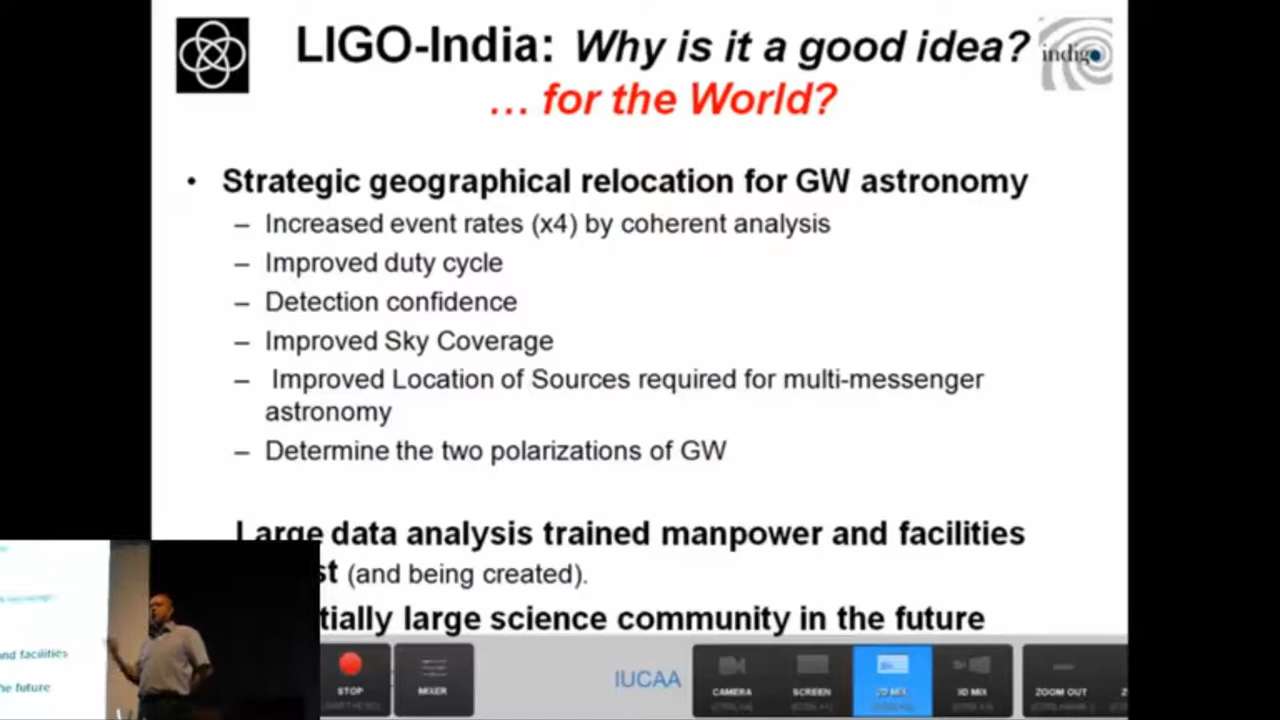 LIGO-India: Why is it a good idea?
indigo
... for the World?
• Strategic geographical relocation for GW astronomy
– Increased event rates (x4) by coherent analysis
– Improved duty cycle
– Detection confidence
– Improved Sky Coverage
– Improved Location of Sources required for multi-messenger
astronomy
– Determine the two polarizations of GW
Large data analysis trained manpower and facilities
st (and being created).
tially large science community in the future
and facilities
he future
STOP
MIXER
IUCAA
CAMERA
SCREEN
2D MIX
3D MIX
ZOOM OUT